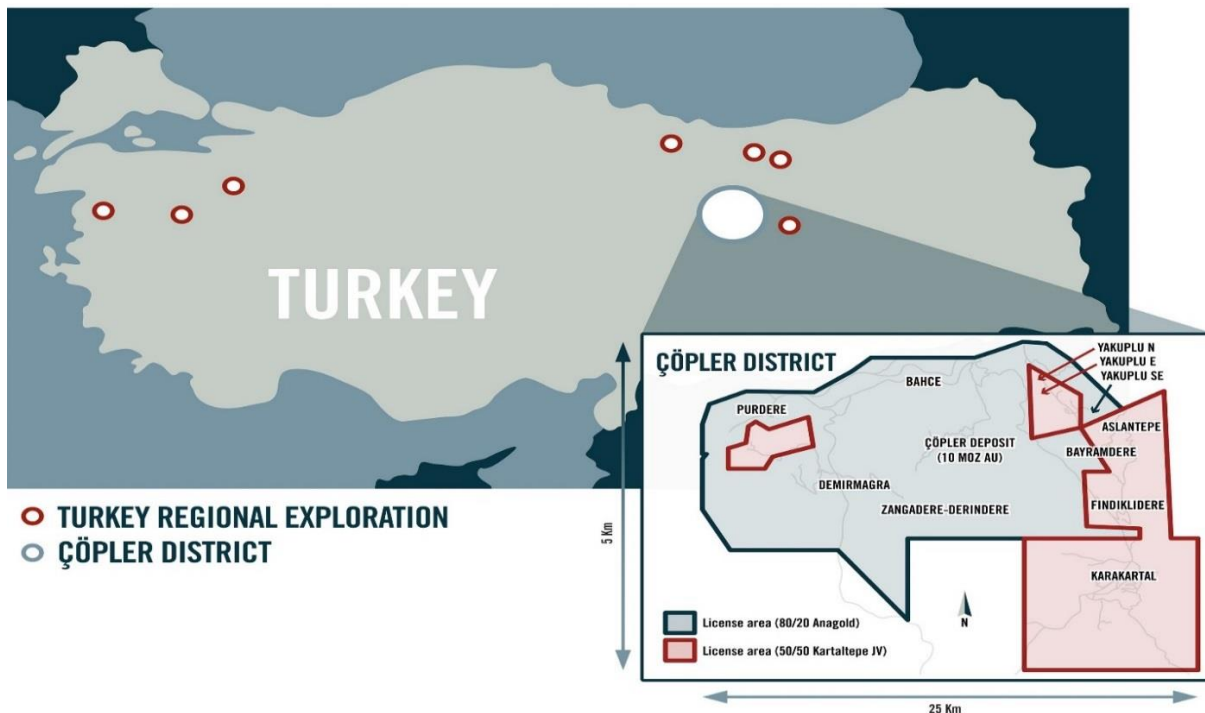 TURKEY
TURKEY REGIONAL EXPLORATION
ÇÖPLER DISTRICT
ÇÖPLER DISTRICT
YAKUPLU N
YAKUPLU E
YAKUPLU SE
BAHCE
PURDERE
ASLANTEPE
ÇÖPLER DEPOSIT
(10 MOZ AU)
BAYRAMDERE
DEMIRMAGRA
ZANGADERE-DERINDERE
FINDIKLIDERE
KARAKARTAL
N
License area (80/20 Anagold)
License area (50/50 Kartaltepe JV)
5 Km
25 Km